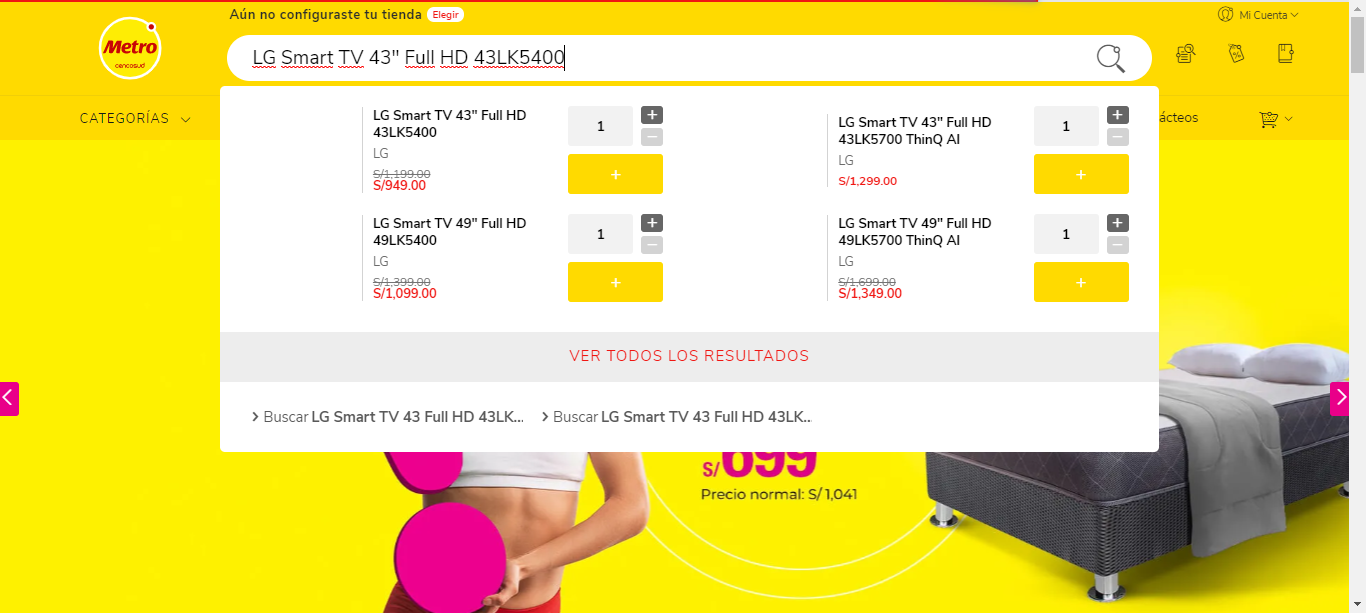 Aún no configuraste tu tienda Elegir
Mi Cuenta
Metro
cencosud
LG Smart TV 43" Full HD 43LK5400
CATEGORÍAS
ácteos
LG Smart TV 43" Full HD
43LK5400
LG
S/1,199.00
S/949.00
1
+
−
+
LG Smart TV 43" Full HD
43LK5700 ThinQ AI
LG
S/1,299.00
1
+
−
+
LG Smart TV 49" Full HD
49LK5400
LG
S/1,399.00
S/1,099.00
1
+
−
+
LG Smart TV 49" Full HD
49LK5700 ThinQ AI
LG
S/1,699.00
S/1,349.00
1
+
−
+
VER TODOS LOS RESULTADOS
Buscar LG Smart TV 43 Full HD 43LK...
Buscar LG Smart TV 43 Full HD 43LK...
S/699
Precio normal: S/ 1,041